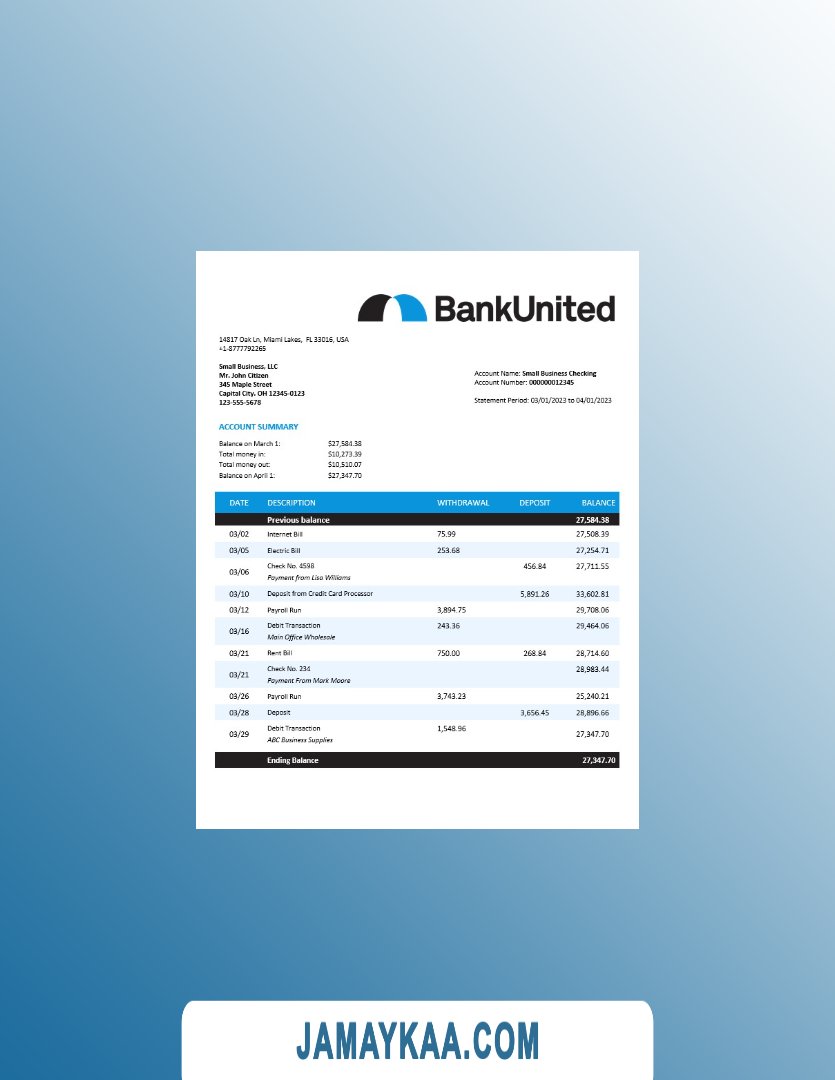 BankUnited
14817 Oak Ln, Miami Lakes,  FL 33016, USA
+1-8777792265
Small Business, LLC
Mr. John Citizen
345 Maple Street
Capital City. OH 12345-0123
123-555-5678
Account Name: Small Business Checking
Account Number: 000000012345
Statement Period: 03/01/2023 to 04/01/2023
ACCOUNT SUMMARY
Balance on March 1: $27,584.38
Total money in: $10,273.39
Total money out: $10,510.07
Balance on April 1: $27,347.70
DATE DESCRIPTION WITHDRAWAL DEPOSIT BALANCE
Previous balance 27,584.38
03/02 Internet Bill 75.99 27,508.39
03/05 Electric Bill 253.68 27,254.71
03/06 Check No. 4598 456.84 27,711.55
Payment from Lisa Williams
03/10 Deposit from Credit Card Processor 5,891.26 33,602.81
03/12 Payroll Run 3,894.75 29,708.06
03/16 Debit Transaction 243.36 29,464.06
Main Office Wholesale
03/21 Rent Bill 750.00 268.84 28,714.60
03/21 Check No. 234 28,983.44
Payment From Mark Moore
03/26 Payroll Run 3,743.23 25,240.21
03/28 Deposit 3,656.45 28,896.66
03/29 Debit Transaction 1,548.96 27,347.70
ABC Business Supplies
Ending Balance 27,347.70
JAMAYKAA.COM